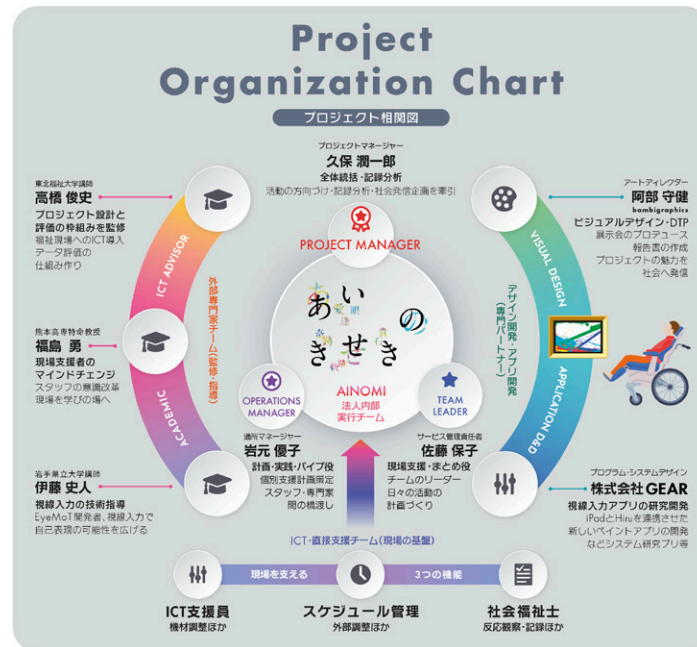 Project
Organization Chart
プロジェクト相関図
プロジェクトマネージャー
久保 潤一郎
全体統括・記録分析
活動の方向づけ・記録分析・社会発信企画を牽引
PROJECT MANAGER
東北福祉大学講師
高橋 俊史
プロジェクト設計と
評価の枠組みを監修
福祉現場へのICT導入
データ評価の
仕組み作り
ICT ADVISOR
熊本高専特命教授
福島 勇
現場支援者の
マインドチェンジ
スタッフの意識改革
現場を学びの場へ
ACADEMIC
外部専門家チーム(監修・指導)
岩手県立大学講師
伊藤 史人
視線入力の技術指導
EyeMoT開発者、視線入力で
自己表現の可能性を広げる
あいの
きせき
AINOMI
法人内部
実行チーム
OPERATIONS
MANAGER
通所マネージャー
岩元 優子
計画・実践・パイプ役
個別支援計画策定
スタッフ・専門家
間の橋渡し
TEAM
LEADER
サービス管理責任者
佐藤 保子
現場支援・まとめ役
チームのリーダー
日々の活動の
計画づくり
アートディレクター
阿部 守健
bambigraphics
ビジュアルデザイン・DTP
展示会のプロデュース
報告書の作成
プロジェクトの魅力を
社会へ発信
VISUAL DESIGN
APPLICATION D&D
デザイン開発・アプリ開発
(専門パートナー)
プログラム・システムデザイン
株式会社 GEAR
視線入力アプリの研究開発
iPadとHiruを連携させた
新しいペイントアプリの開発
などシステム研究プリ等
ICT・直接支援チーム(現場の基盤)
現場を支える
3つの機能
ICT支援員
機材調整ほか
スケジュール管理
外部調整ほか
社会福祉士
反応観察・記録ほか